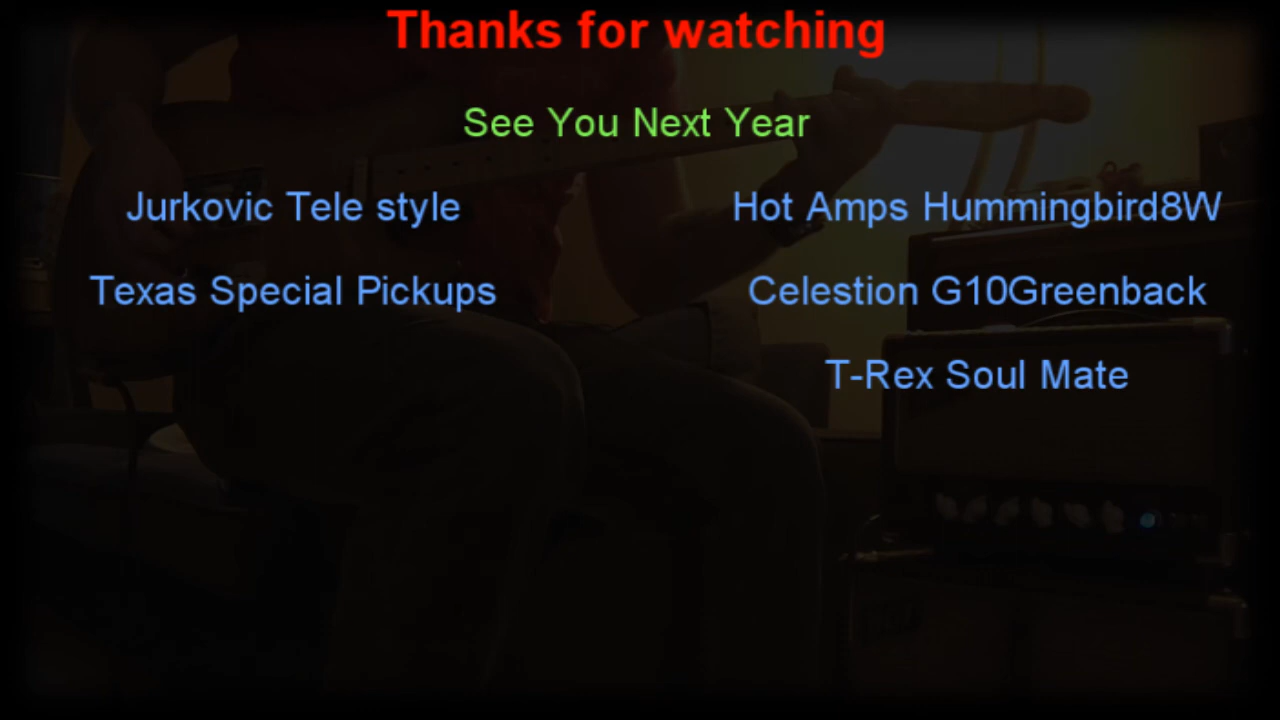 Thanks for watching
See You Next Year
Jurkovic Tele style
Hot Amps Hummingbird8W
Texas Special Pickups
Celestion G10Greenback
T-Rex Soul Mate